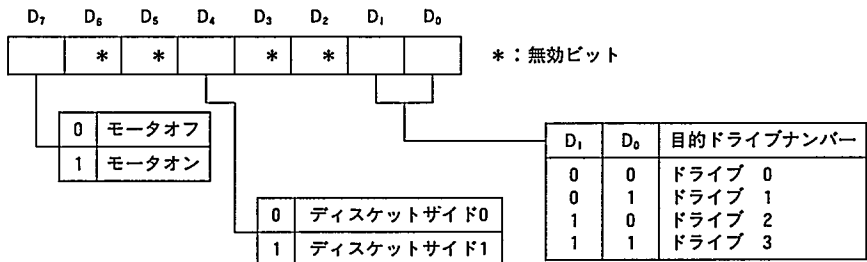 D₇ D₆ D₅ D₄ D₃ D₂ D₁ D₀
* * * *
*：無効ビット
0 モータオフ
1 モータオン
0 ディスケットサイド0
1 ディスケットサイド1
D₁ D₀ 目的ドライブナンバー
0 0 ドライブ 0
0 1 ドライブ 1
1 0 ドライブ 2
1 1 ドライブ 3